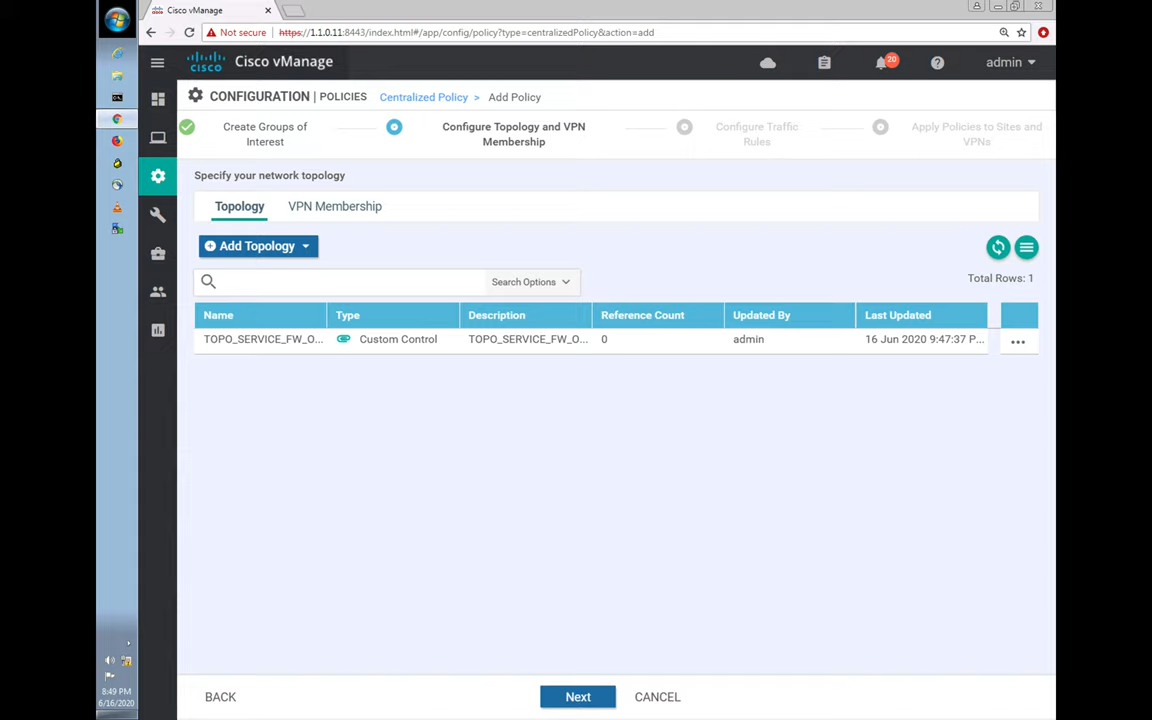 Cisco vManage
Not secure https://1.1.0.11:8443/index.html#/app/config/policy?type=centralizedPolicy&action=add
CISCO Cisco vManage 20 admin
CONFIGURATION | POLICIES Centralized Policy > Add Policy
Create Groups of Interest
Configure Topology and VPN Membership
Configure Traffic Rules
Apply Policies to Sites and VPNs
Specify your network topology
Topology VPN Membership
Add Topology
Search Options Total Rows: 1
Name Type Description Reference Count Updated By Last Updated
TOPO_SERVICE_FW_O... Custom Control TOPO_SERVICE_FW_O... 0 admin 16 Jun 2020 9:47:37 P... ...
BACK Next CANCEL
8:49 PM
6/16/2020